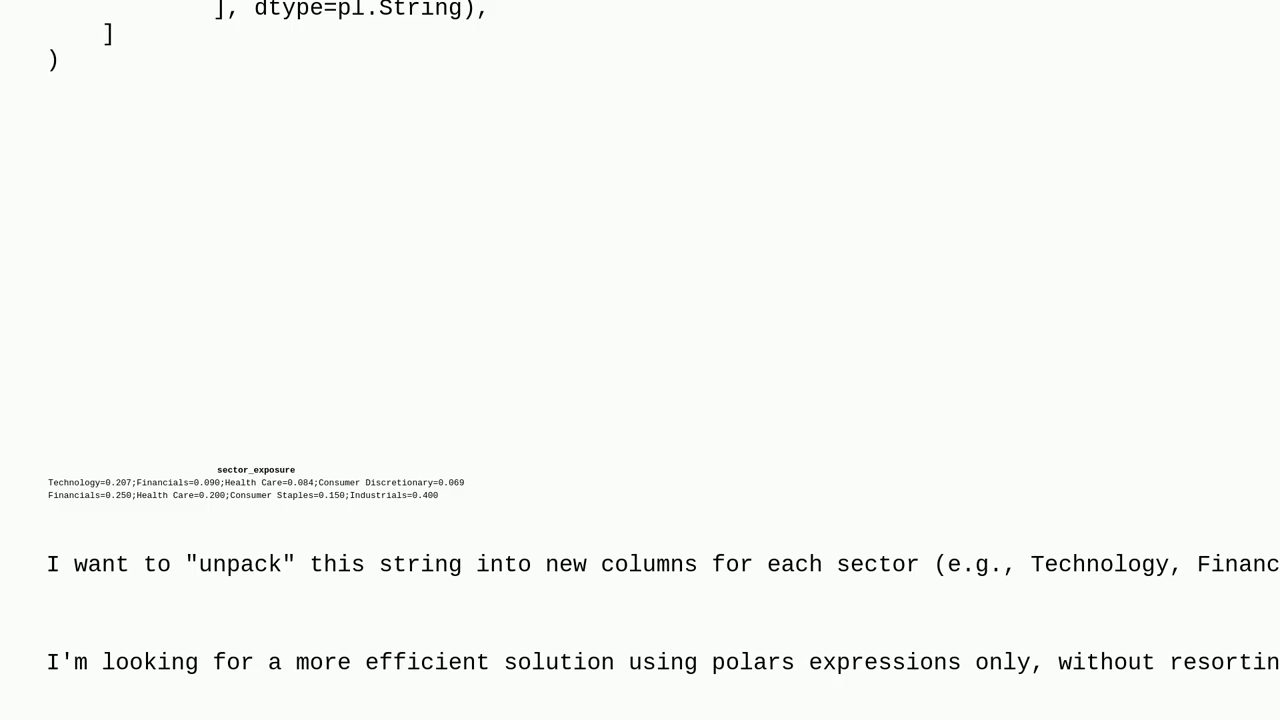 ], dtype=pl.String),
]
)
sector_exposure
Technology=0.207;Financials=0.090;Health Care=0.084;Consumer Discretionary=0.069
Financials=0.250;Health Care=0.200;Consumer Staples=0.150;Industrials=0.400
I want to "unpack" this string into new columns for each sector (e.g., Technology, Financ
I'm looking for a more efficient solution using polars expressions only, without resortin